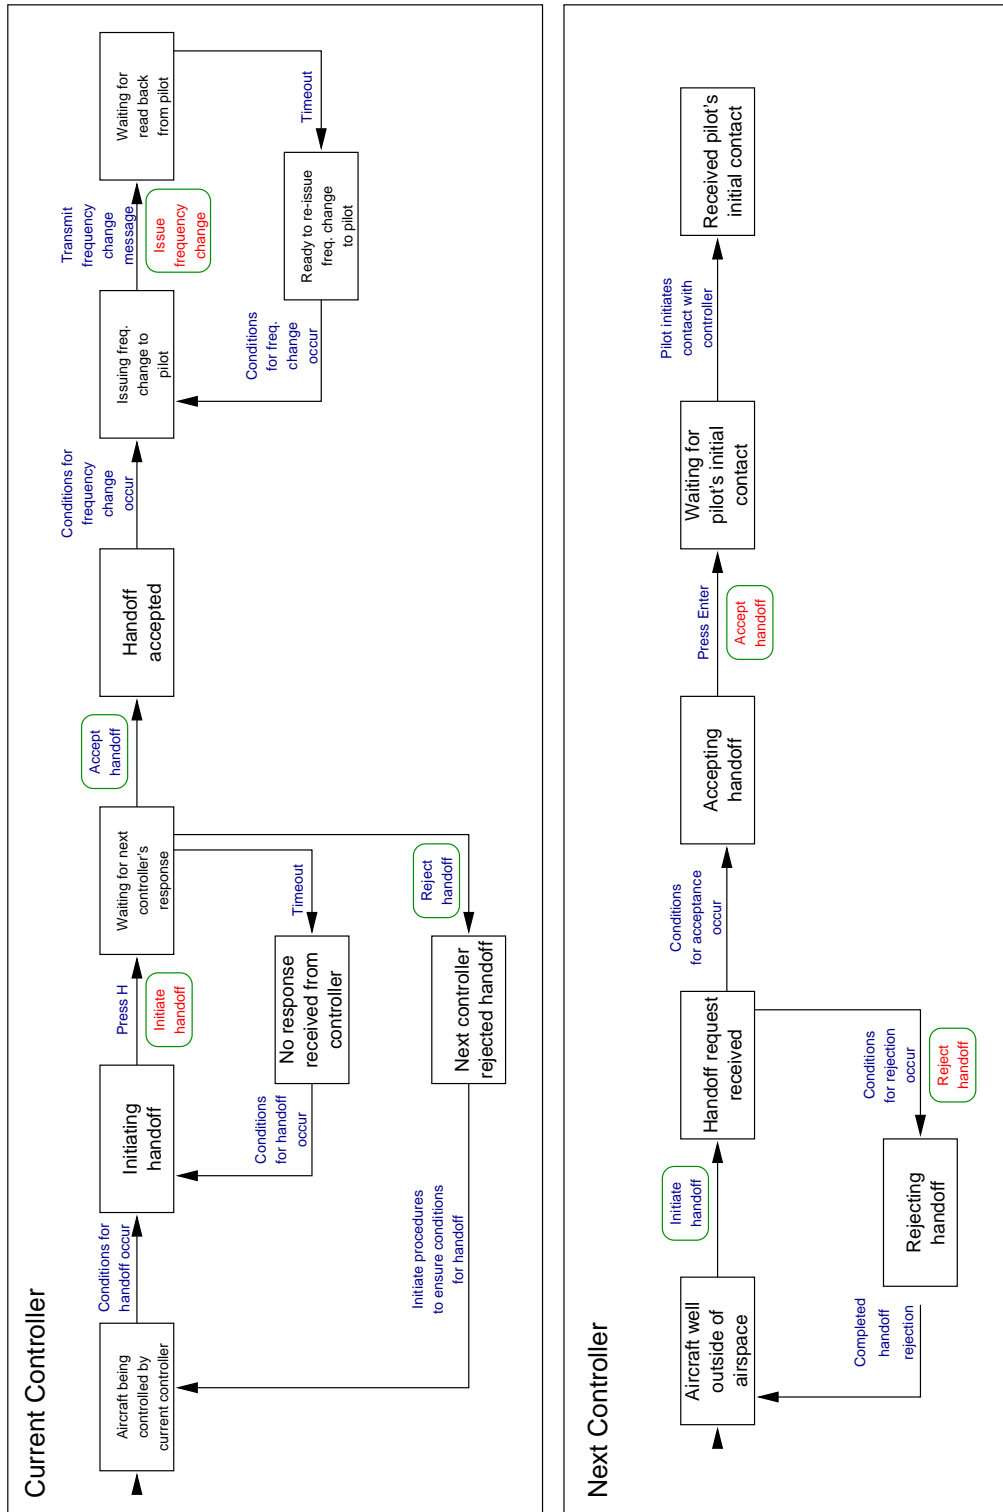 Current Controller
Aircraft being
controlled by
current controller
Conditions for
handoff occur
Initiating
handoff
Press H
Initiate
handoff
Waiting for next
controller's
response
Accept
handoff
Handoff
accepted
Conditions for
frequency
change
occur
Issuing freq.
change to
pilot
Transmit
frequency
change
message
Issue
frequency
change
Waiting for
read back
from pilot
Timeout
Ready to re-issue
freq. change
to pilot
Conditions
for freq.
change
occur
Timeout
No response
received from
controller
Conditions
for handoff
occur
Reject
handoff
Next controller
rejected handoff
Initiate procedures
to ensure conditions
for handoff
Next Controller
Aircraft well
outside of
airspace
Initiate
handoff
Handoff request
received
Conditions
for acceptance
occur
Accepting
handoff
Press Enter
Accept
handoff
Waiting for
pilot's initial
contact
Pilot initiates
contact with
controller
Received pilot's
initial contact
Conditions
for rejection
occur
Reject
handoff
Rejecting
handoff
Completed
handoff
rejection